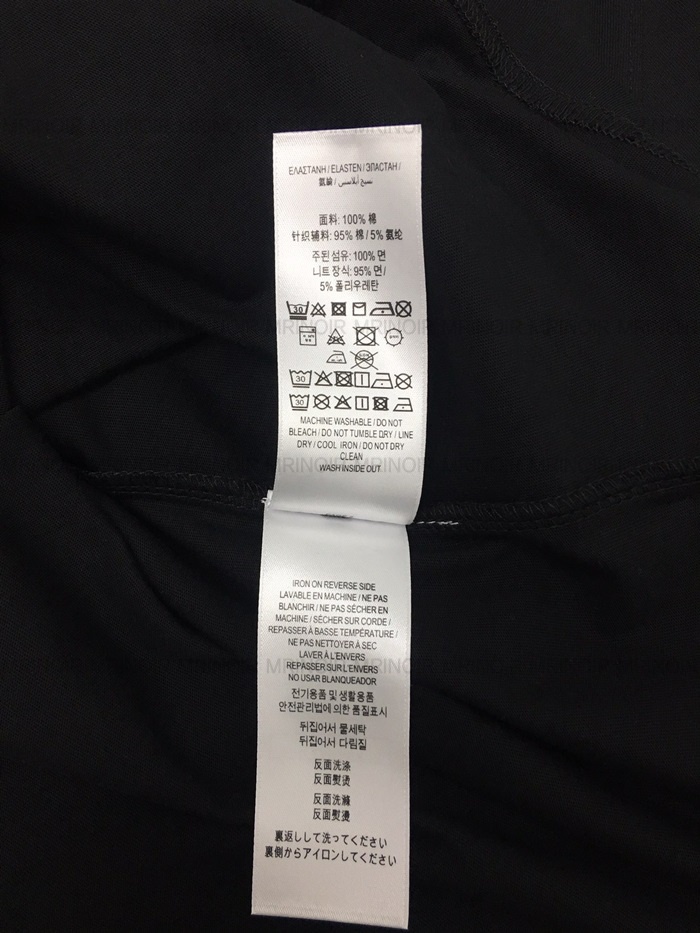 ΕΛΑΣΤΑΝΗ / ELASTEN / ЭЛАСТАН /
氨綸 / نسيج أيلاستس
面料: 100% 棉
针织辅料: 95% 棉 / 5% 氨纶
주된 섬유: 100% 면
니트 장식: 95% 면 /
5% 폴리우레탄
30
30
30
MACHINE WASHABLE / DO NOT
BLEACH / DO NOT TUMBLE DRY / LINE
DRY / COOL IRON / DO NOT DRY
CLEAN
WASH INSIDE OUT
IRON ON REVERSE SIDE
LAVABLE EN MACHINE / NE PAS
BLANCHIR / NE PAS SÉCHER EN
MACHINE / SÉCHER SUR CORDE /
REPASSER À BASSE TEMPÉRATURE /
NE PAS NETTOYER À SEC
LAVER À L'ENVERS
REPASSER SUR L'ENVERS
NO USAR BLANQUEADOR
전기용품 및 생활용품
안전관리법에 의한 품질표시
뒤집어서 물세탁
뒤집어서 다림질
反面洗涤
反面熨烫
反面洗滌
反面熨燙
裏返しして洗ってください
裏側からアイロンしてください
MRINOIR